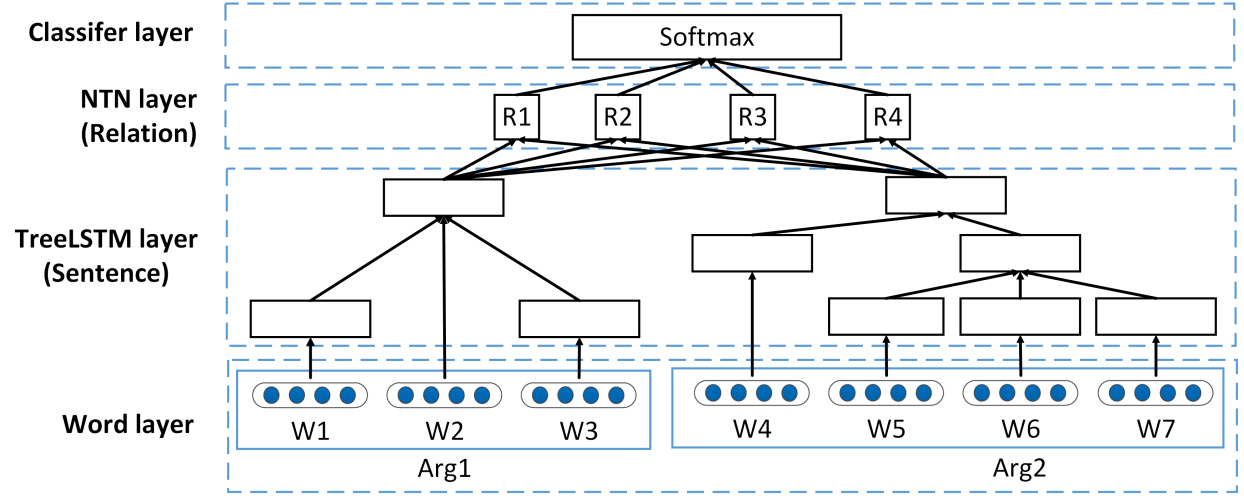 Classifer layer
Softmax
NTN layer
(Relation)
R1 R2 R3 R4
TreeLSTM layer
(Sentence)
Word layer
W1 W2 W3 W4 W5 W6 W7
Arg1 Arg2